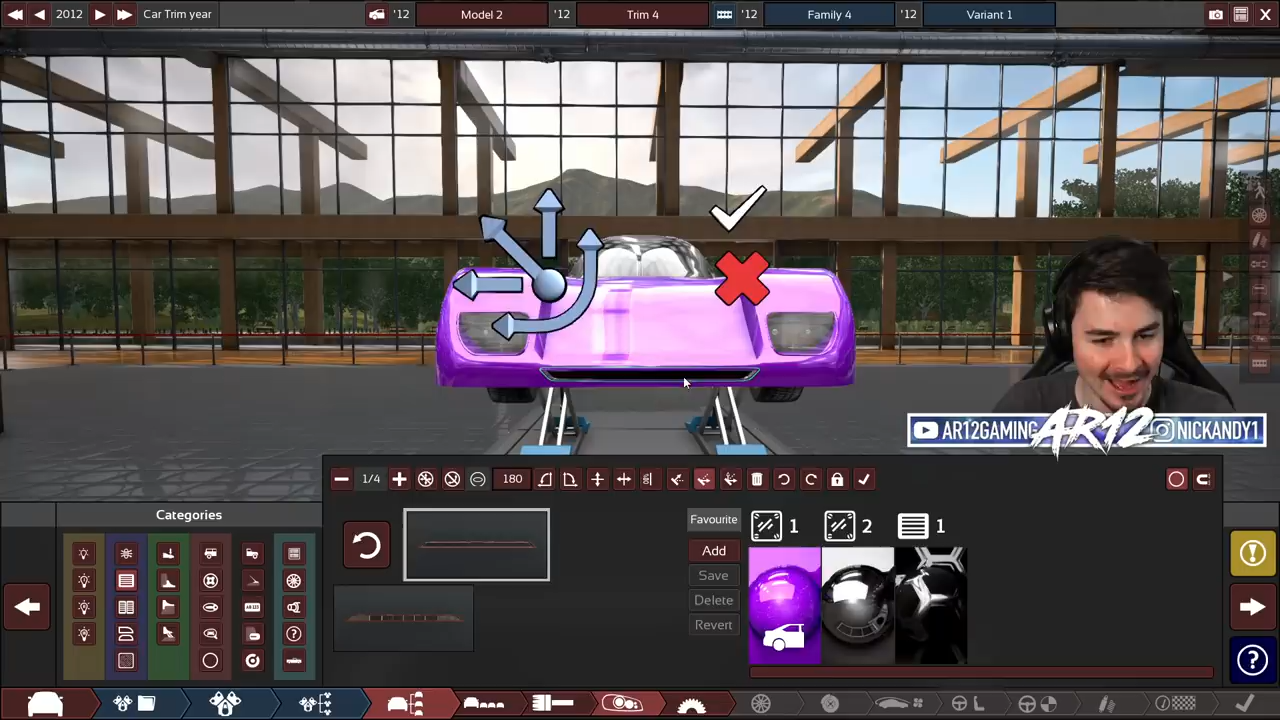 2012 Car Trim year '12 Model 2 '12 Trim 4 '12 Family 4 '12 Variant 1
AR12GAMING AR12 NICKANDY1
1/4 180
Categories
Favourite 1 2 1
Add
Save
Delete
Revert